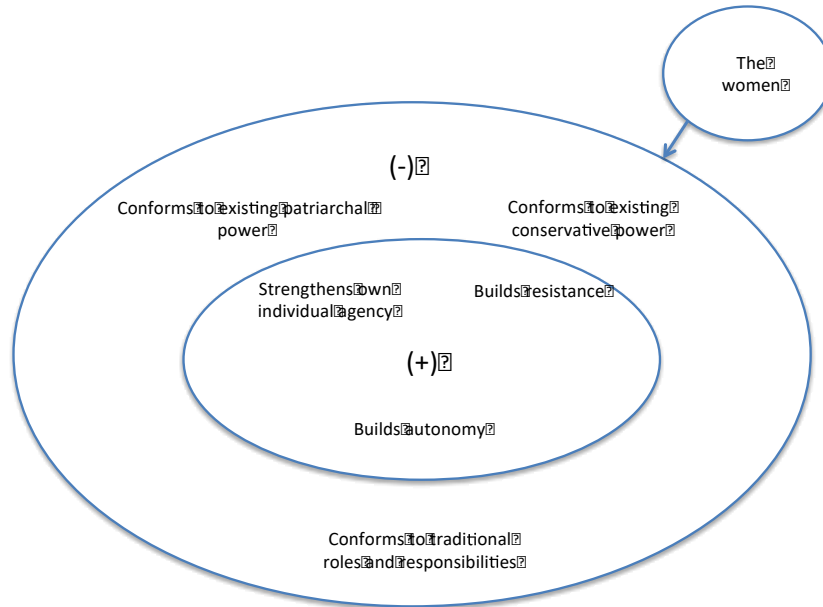 The
women
(-)
Conforms to existing patriarchal
power
Conforms to existing
conservative power
Strengthens own
individual agency
Builds resistance
(+)
Builds autonomy
Conforms to traditional
roles and responsibilities